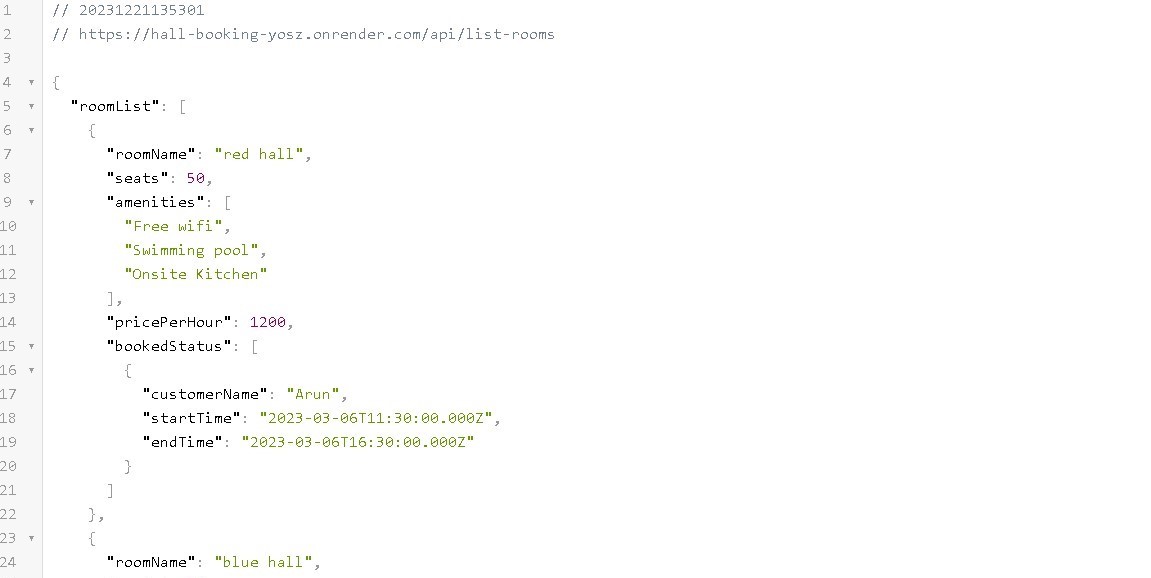 1 // 20231221135301
2 // https://hall-booking-yosz.onrender.com/api/list-rooms
3
4 {
5 "roomList": [
6 {
7 "roomName": "red hall",
8 "seats": 50,
9 "amenities": [
10 "Free wifi",
11 "Swimming pool",
12 "Onsite Kitchen"
13 ],
14 "pricePerHour": 1200,
15 "bookedStatus": [
16 {
17 "customerName": "Arun",
18 "startTime": "2023-03-06T11:30:00.000Z",
19 "endTime": "2023-03-06T16:30:00.000Z"
20 }
21 ]
22 },
23 {
24 "roomName": "blue hall",